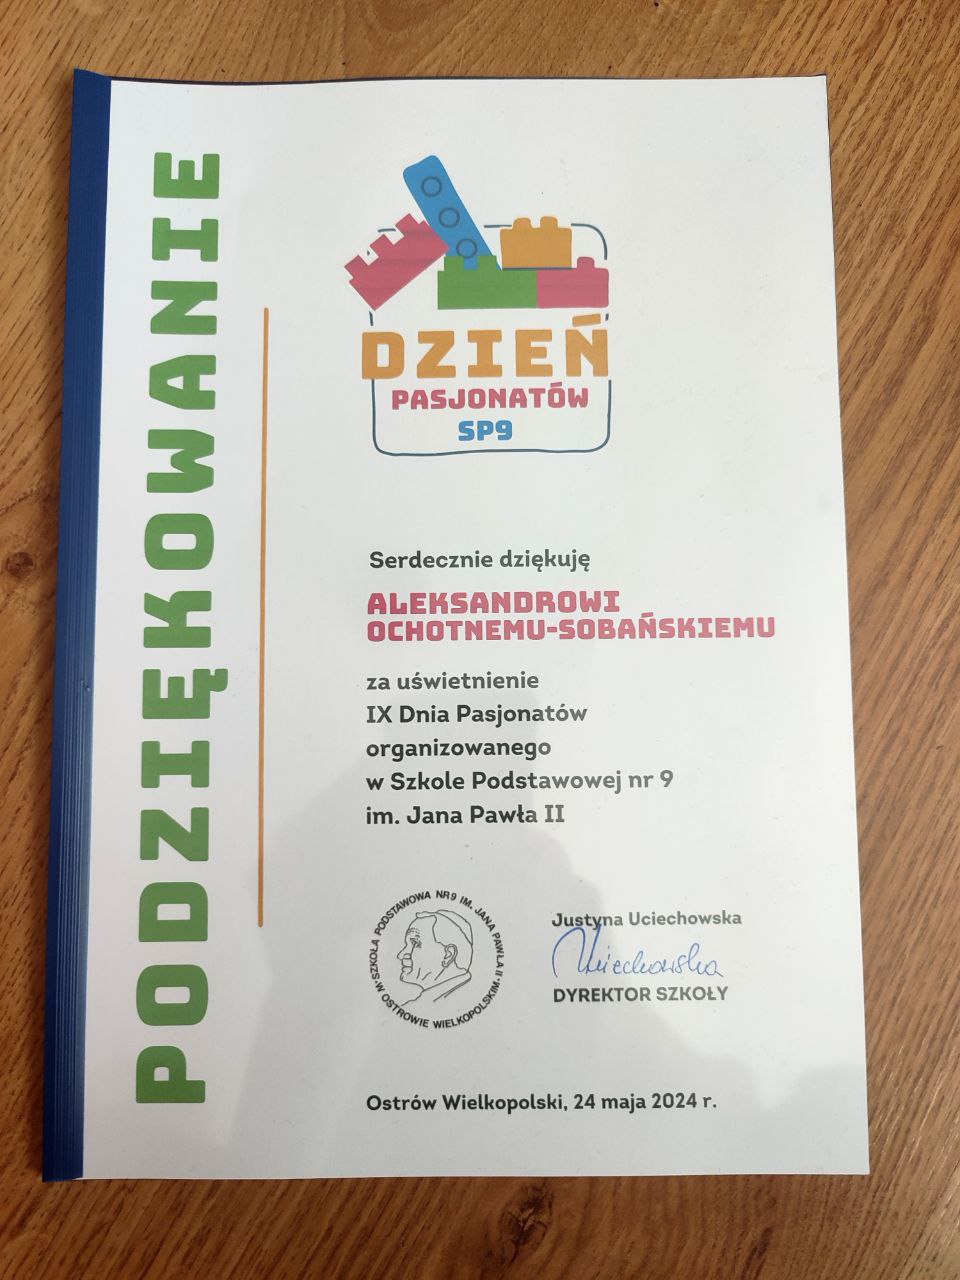 PODZIĘKOWANIE
DZIEŃ
PASJONATÓW
SP9
Serdecznie dziękuję
ALEKSANDROWI
OCHOTNEMU-SOBAŃSKIEMU
za uświetnienie
IX Dnia Pasjonatów
organizowanego
w Szkole Podstawowej nr 9
im. Jana Pawła II
SZKOŁA PODSTAWOWA NR9 IM. JANA PAWŁA II
W OSTROWIE WIELKOPOLSKIM
Justyna Uciechowska
Uciechowska
DYREKTOR SZKOŁY
Ostrów Wielkopolski, 24 maja 2024 r.